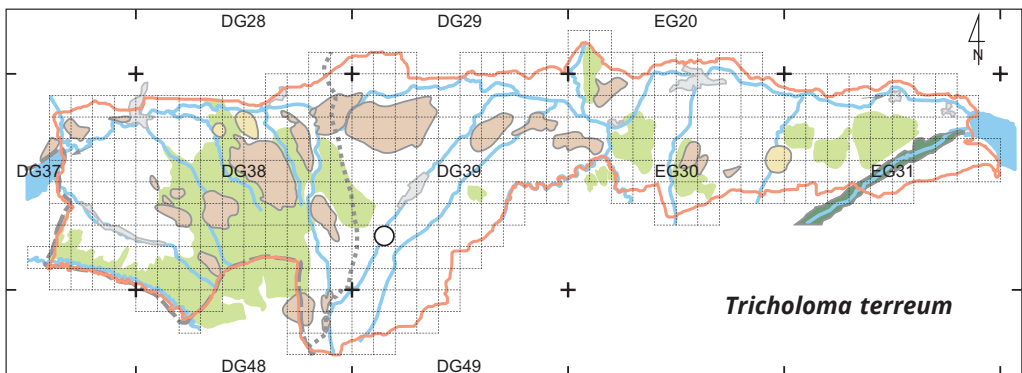 DG28 DG29 EG20
N
DG37 DG38 DG39 EG30 EG31
Tricholoma terreum
DG48 DG49